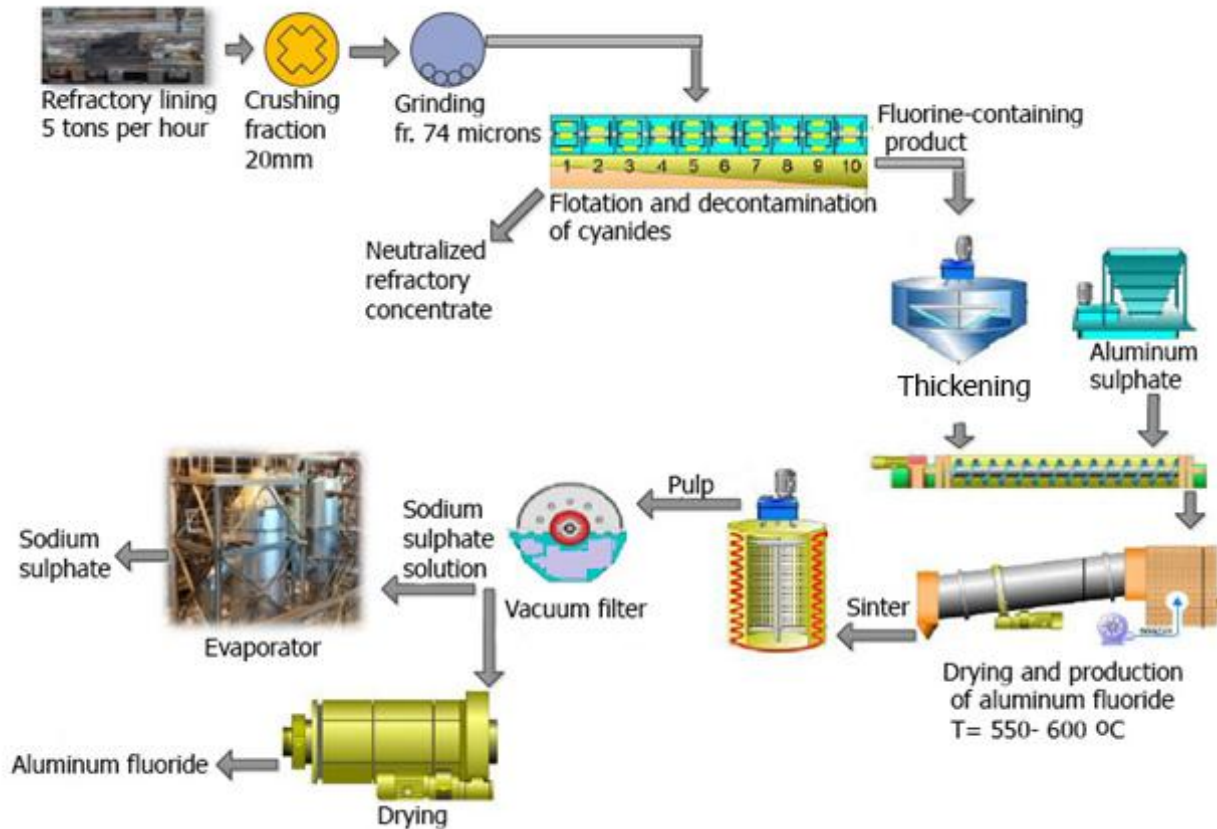 Refractory lining
5 tons per hour
Crushing
fraction
20mm
Grinding
fr. 74 microns
1 2 3 4 5 6 7 8 9 10
Flotation and decontamination
of cyanides
Fluorine-containing
product
Neutralized
refractory
concentrate
Thickening
Aluminum
sulphate
Drying and production
of aluminum fluoride
T= 550- 600 ºC
Sinter
Pulp
Vacuum filter
Sodium
sulphate
solution
Evaporator
Sodium
sulphate
Drying
Aluminum fluoride